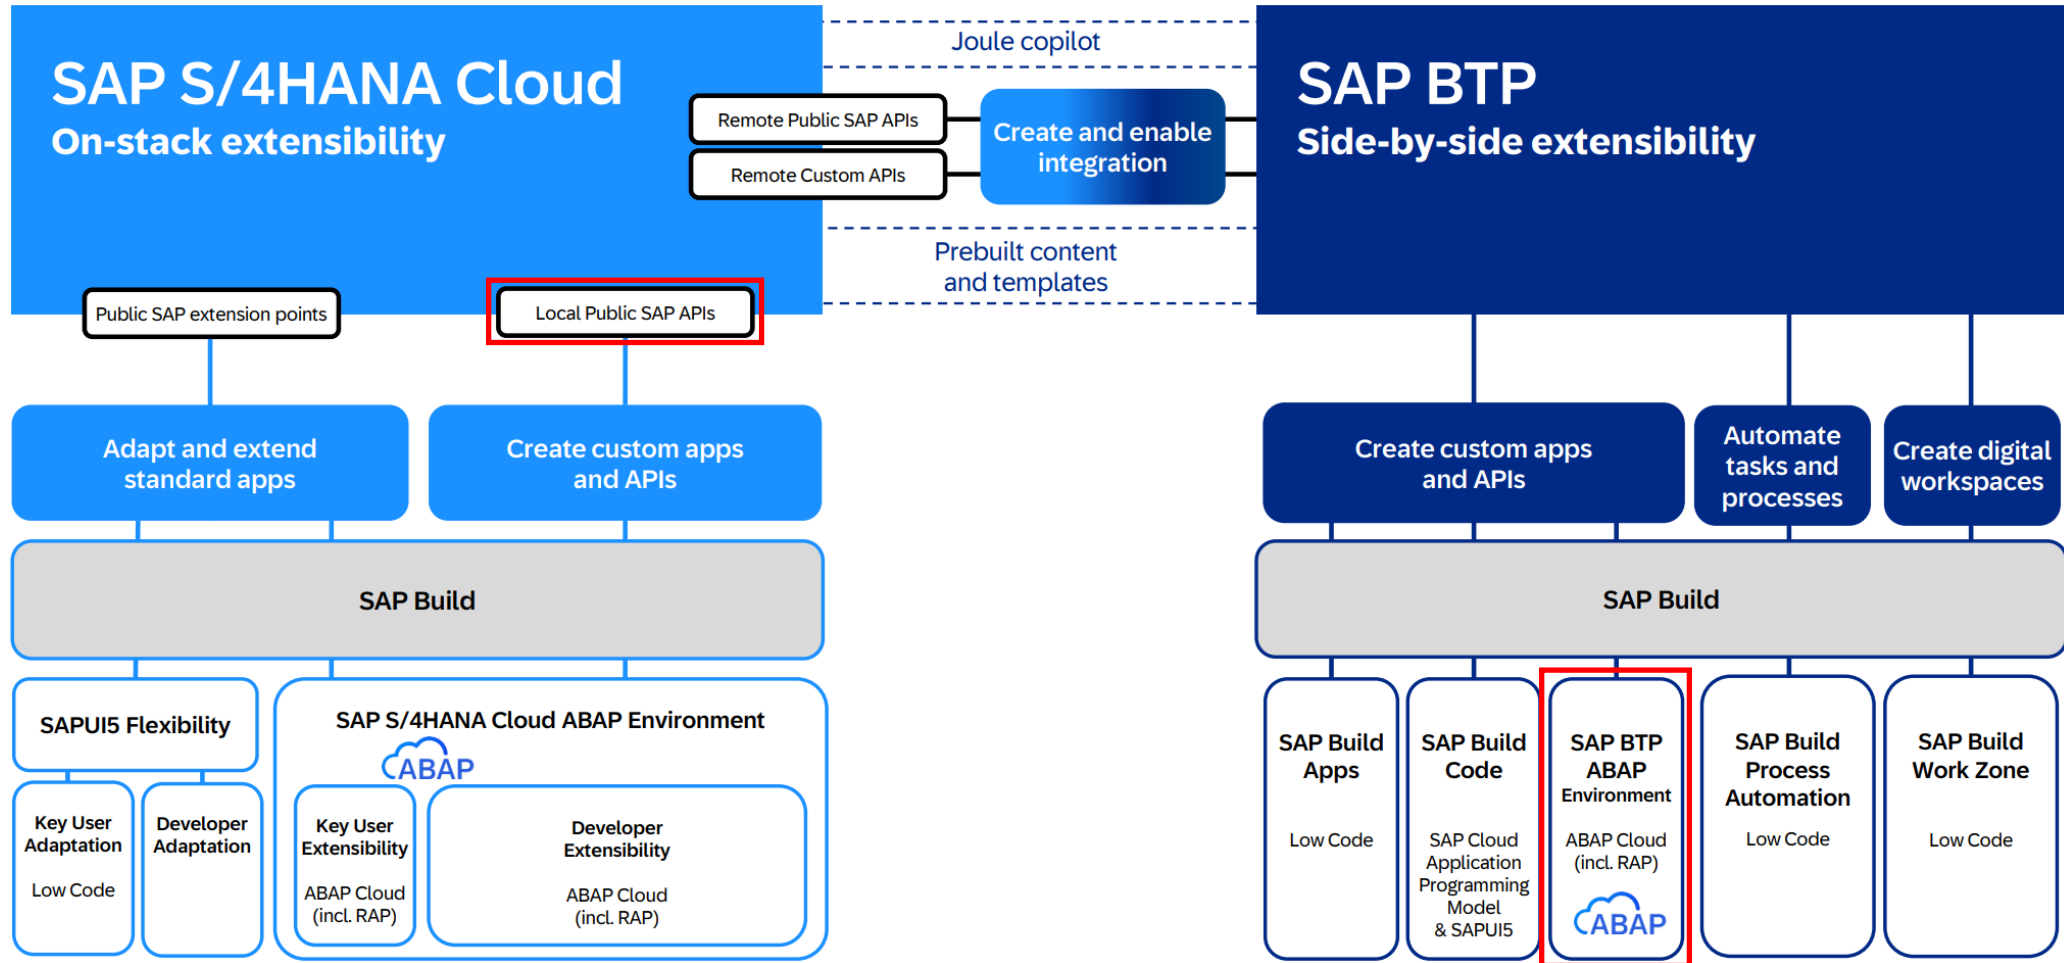 SAP S/4HANA Cloud
On-stack extensibility
Joule copilot
Remote Public SAP APIs
Remote Custom APIs
Create and enable
integration
Prebuilt content
and templates
SAP BTP
Side-by-side extensibility
Public SAP extension points
Local Public SAP APIs
Adapt and extend
standard apps
Create custom apps
and APIs
Create custom apps
and APIs
Automate
tasks and
processes
Create digital
workspaces
SAP Build
SAP Build
SAPUI5 Flexibility
Key User
Adaptation
Low Code
Developer
Adaptation
SAP S/4HANA Cloud ABAP Environment
ABAP
Key User
Extensibility
ABAP Cloud
(incl. RAP)
Developer
Extensibility
ABAP Cloud
(incl. RAP)
SAP Build
Apps
Low Code
SAP Build
Code
SAP Cloud
Application
Programming
Model
& SAPUI5
SAP BTP
ABAP
Environment
ABAP Cloud
(incl. RAP)
ABAP
SAP Build
Process
Automation
Low Code
SAP Build
Work Zone
Low Code